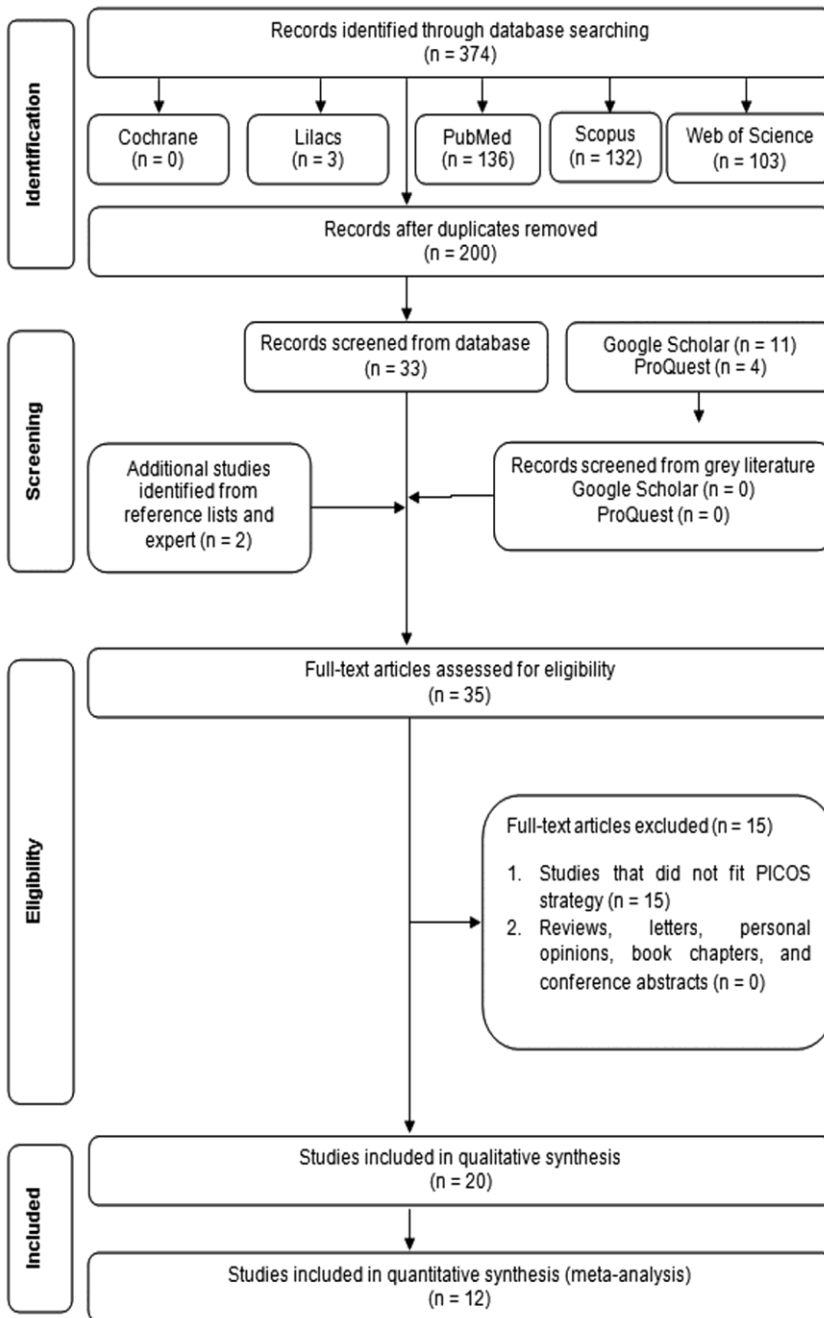 Identification
Records identified through database searching
(n = 374)
Cochrane
(n = 0)
Lilacs
(n = 3)
PubMed
(n = 136)
Scopus
(n = 132)
Web of Science
(n = 103)
Records after duplicates removed
(n = 200)
Screening
Records screened from database
(n = 33)
Google Scholar (n = 11)
ProQuest (n = 4)
Additional studies
identified from
reference lists and
expert (n = 2)
Records screened from grey literature
Google Scholar (n = 0)
ProQuest (n = 0)
Eligibility
Full-text articles assessed for eligibility
(n = 35)
Full-text articles excluded (n = 15)
1. Studies that did not fit PICOS
strategy (n = 15)
2. Reviews, letters, personal
opinions, book chapters, and
conference abstracts (n = 0)
Included
Studies included in qualitative synthesis
(n = 20)
Studies included in quantitative synthesis (meta-analysis)
(n = 12)